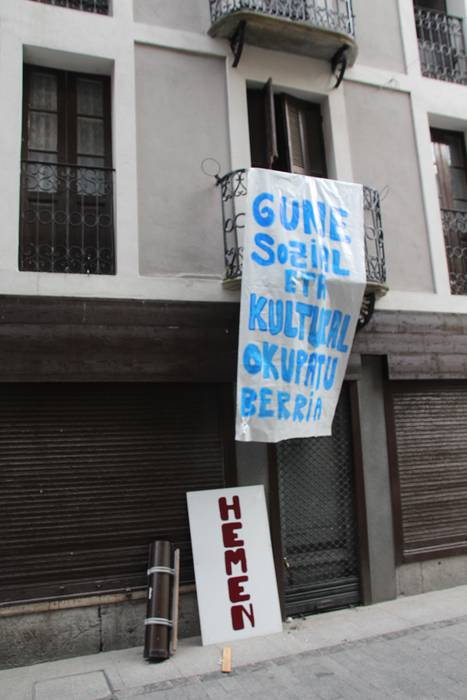 GUNE
SOZIAL
ETA
KULTURAL
OKUPATU
BERRIA
HEMEN